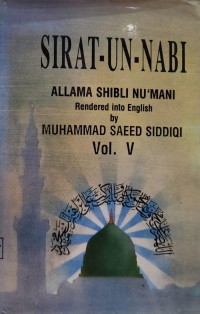 SIRAT-UN-NABI
ALLAMA SHIBLI NU'MANI
Rendered into English
by
MUHAMMAD SAEED SIDDIQI
Vol. V